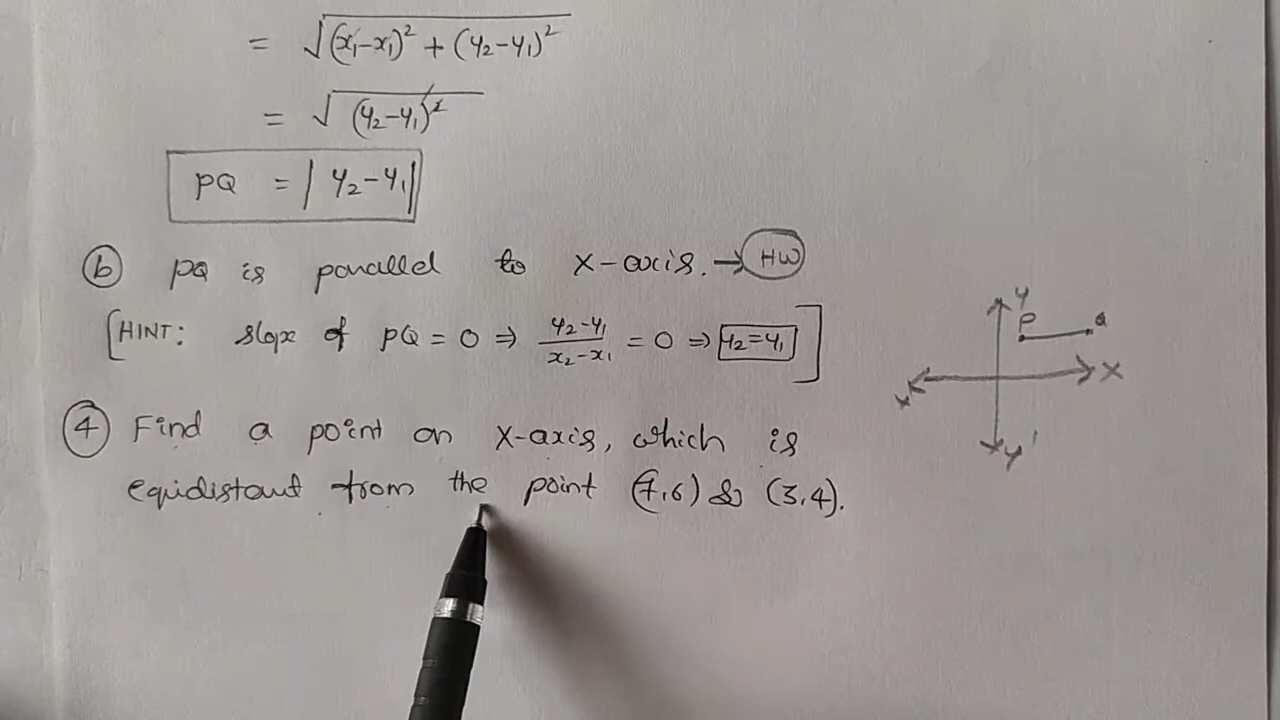 = √(x₁-x₁)² + (y₂-y₁)²
= √(y₂-y₁)²
PQ = |y₂-y₁|
ⓑ PQ is parallel to X-axis. → HW
[HINT: slope of PQ = 0 ⇒ y₂-y₁/x₂-x₁ = 0 ⇒ y₂=y₁]
④ Find a point on X-axis, which is
equidistant from the point (7,6) & (3,4).
Y
P Q
X' X
Y'